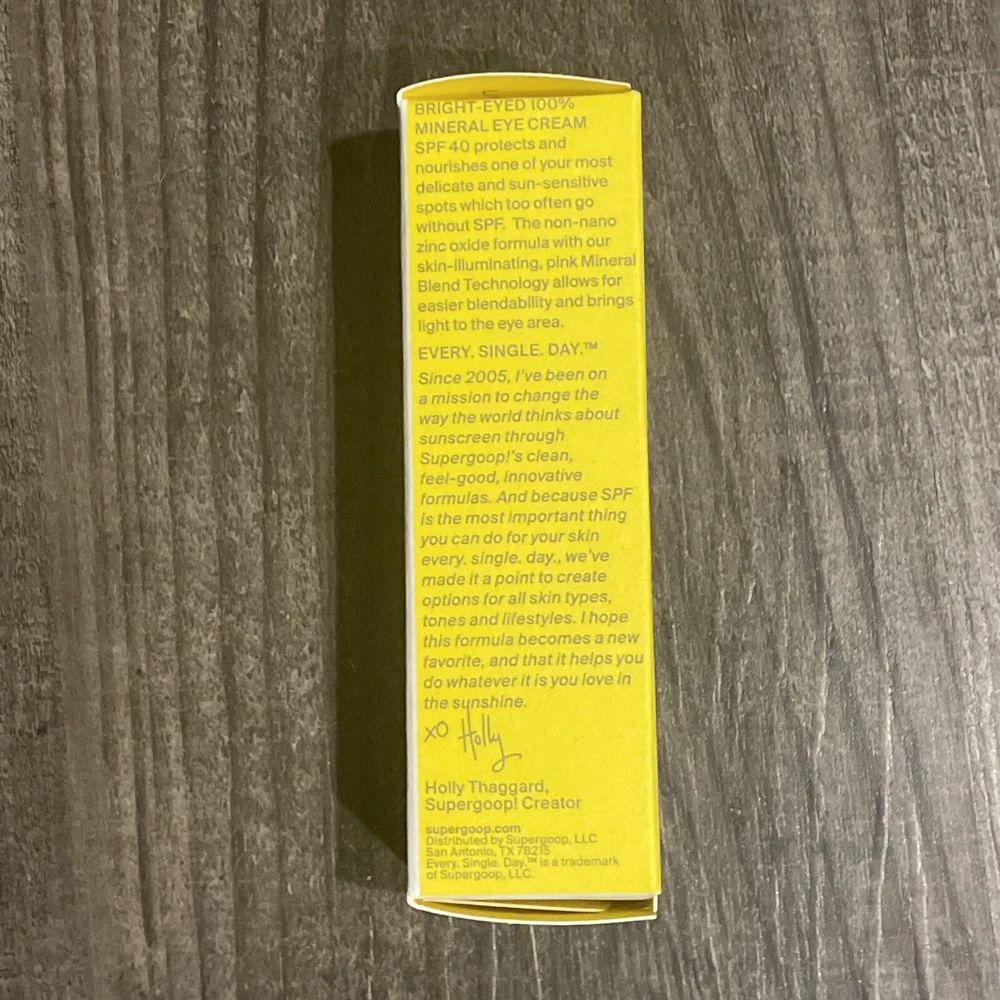 BRIGHT-EYED 100%
MINERAL EYE CREAM
SPF 40 protects and
nourishes one of your most
delicate and sun-sensitive
spots which too often go
without SPF. The non-nano
zinc oxide formula with our
skin-illuminating, pink Mineral
Blend Technology allows for
easier blendability and brings
light to the eye area.
EVERY. SINGLE. DAY.™
Since 2005, I've been on
a mission to change the
way the world thinks about
sunscreen through
Supergoop!'s clean,
feel-good, innovative
formulas. And because SPF
is the most important thing
you can do for your skin
every. single. day., we've
made it a point to create
options for all skin types,
tones and lifestyles. I hope
this formula becomes a new
favorite, and that it helps you
do whatever it is you love in
the sunshine.
xo Holly
Holly Thaggard,
Supergoop! Creator
supergoop.com
Distributed by Supergoop, LLC
San Antonio, TX 78215
Every. Single. Day.™ is a trademark
of Supergoop, LLC.